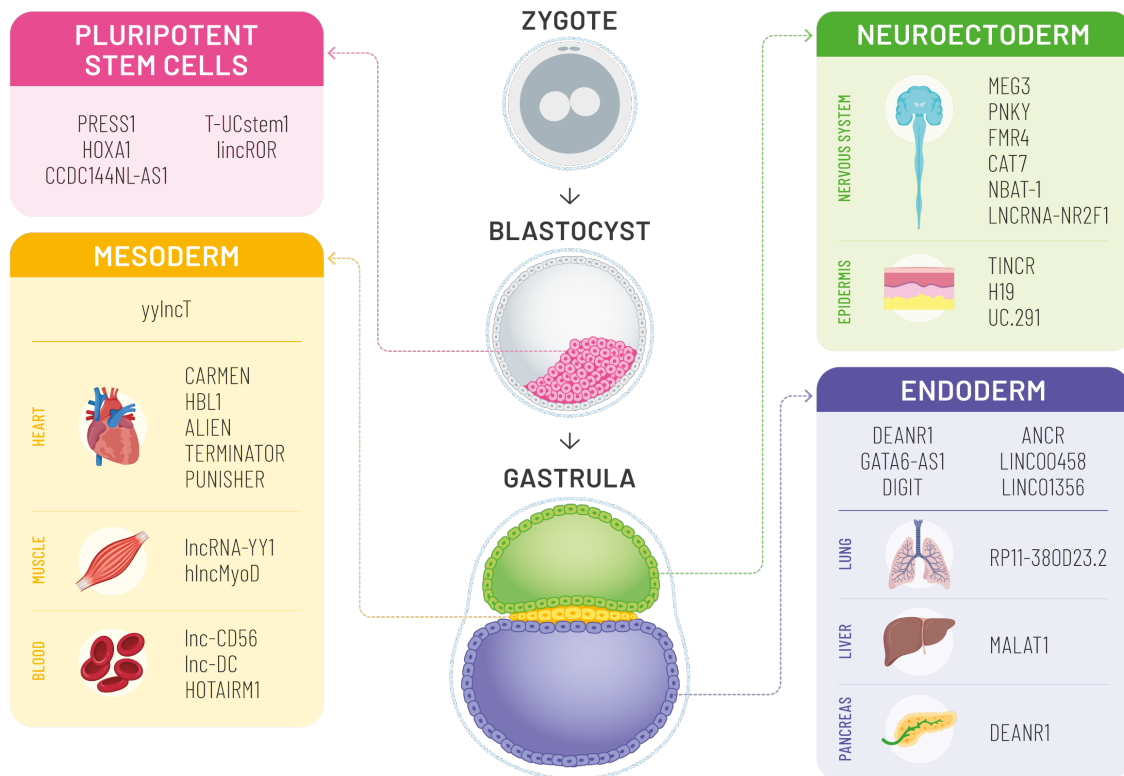 ZYGOTE
BLASTOCYST
GASTRULA
PLURIPOTENT
STEM CELLS
PRESS1
HOXA1
CCDC144NL-AS1
T-UCstem1
lincROR
MESODERM
yylncT
HEART
CARMEN
HBL1
ALIEN
TERMINATOR
PUNISHER
MUSCLE
lncRNA-YY1
hlncMyoD
BLOOD
lnc-CD56
lnc-DC
HOTAIRM1
NEUROECTODERM
NERVOUS SYSTEM
MEG3
PNKY
FMR4
CAT7
NBAT-1
LNCRNA-NR2F1
EPIDERMIS
TINCR
H19
UC.291
ENDODERM
DEANR1
GATA6-AS1
DIGIT
ANCR
LINC00458
LINC01356
LUNG
RP11-380D23.2
LIVER
MALAT1
PANCREAS
DEANR1